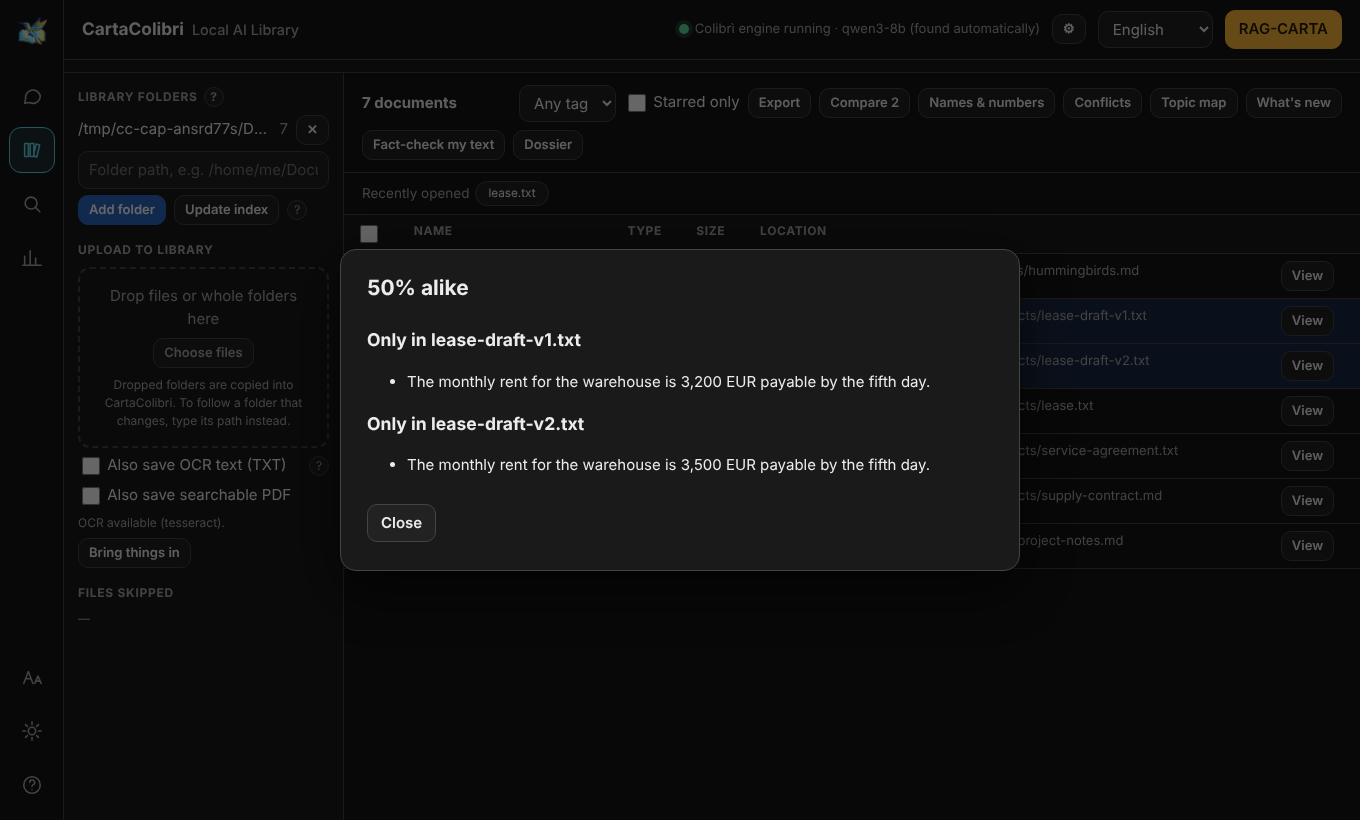 CartaColibri Local AI Library
Colibrì engine running · qwen3-8b (found automatically)
English
RAG-CARTA
LIBRARY FOLDERS ?
/tmp/cc-cap-ansrd77s/D... 7 ×
Folder path, e.g. /home/me/Docu
Add folder Update index ?
UPLOAD TO LIBRARY
Drop files or whole folders
here
Choose files
Dropped folders are copied into
CartaColibri. To follow a folder that
changes, type its path instead.
Also save OCR text (TXT) ?
Also save searchable PDF
OCR available (tesseract).
Bring things in
FILES SKIPPED
—
7 documents Any tag Starred only Export Compare 2 Names & numbers Conflicts Topic map What's new
Fact-check my text Dossier
Recently opened lease.txt
NAME TYPE SIZE LOCATION
s/hummingbirds.md View
cts/lease-draft-v1.txt View
cts/lease-draft-v2.txt View
cts/lease.txt View
cts/service-agreement.txt View
cts/supply-contract.md View
project-notes.md View
50% alike
Only in lease-draft-v1.txt
• The monthly rent for the warehouse is 3,200 EUR payable by the fifth day.
Only in lease-draft-v2.txt
• The monthly rent for the warehouse is 3,500 EUR payable by the fifth day.
Close
AA
?